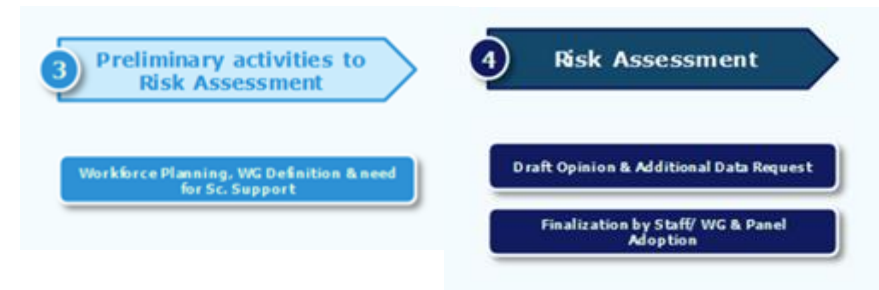 3
Preliminary activities to
Risk Assessment
Workforce Planning, WG Definition & need
for Sc. Support
4
Risk Assessment
Draft Opinion & Additional Data Request
Finalization by Staff/ WG & Panel
Adoption